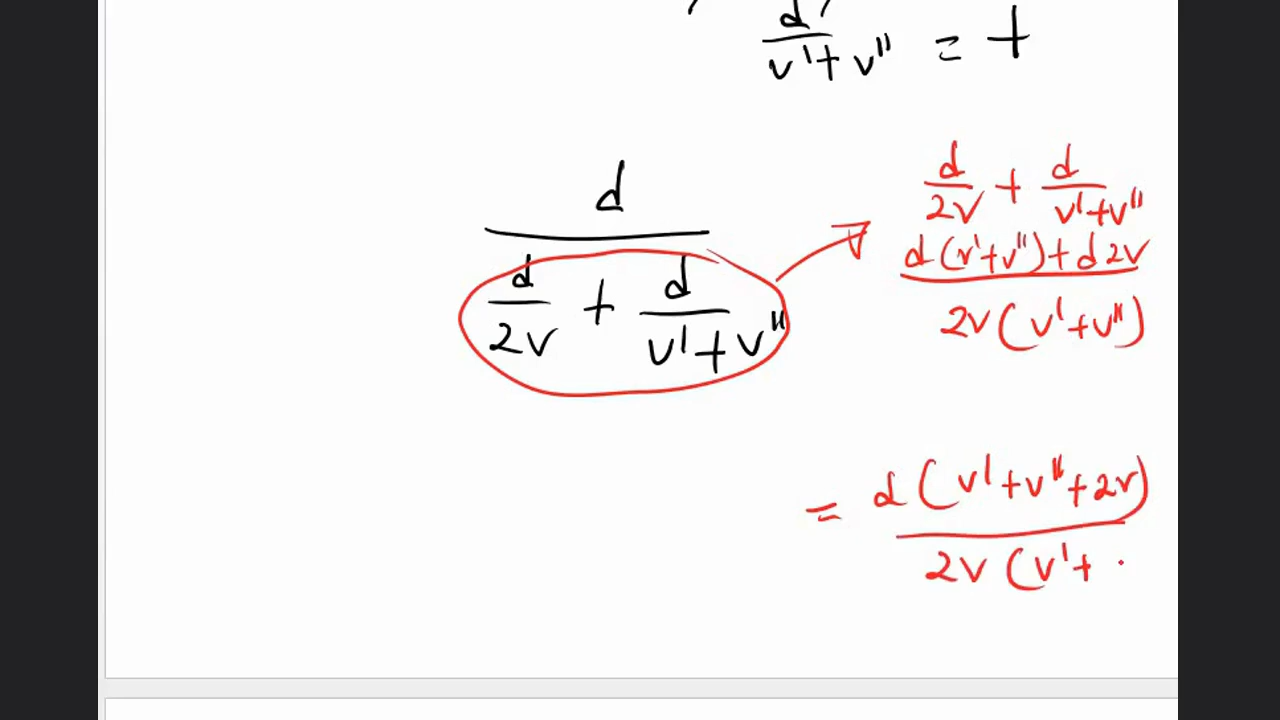 d
v'+v" = t
d
d/2v + d/v'+v"
d/2v + d/v'+v"
d(v'+v")+d2v
2v(v'+v")
= d(v'+v"+2v)
2v(v'+